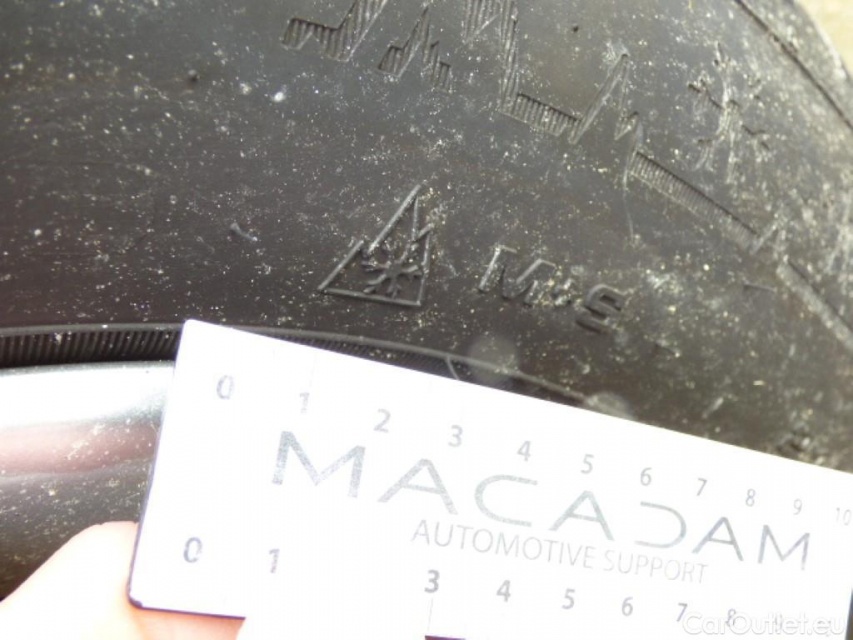 M+S
0 1 2 3 4 5 6 7 8 9 10
MACADAM
AUTOMOTIVE SUPPORT
0 1 3 4 5 6 7 8 9
CarOutlet.eu